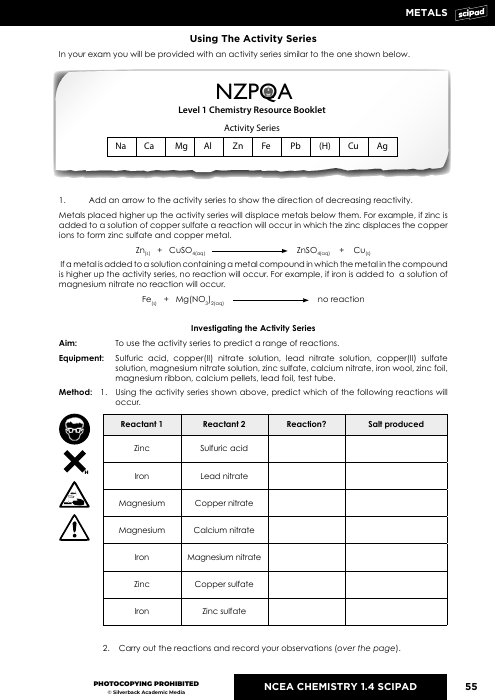 METALS scipad
Using The Activity Series
In your exam you will be provided with an activity series similar to the one shown below.
NZPQA
Level 1 Chemistry Resource Booklet
Activity Series
Na Ca Mg Al Zn Fe Pb (H) Cu Ag
1. Add an arrow to the activity series to show the direction of decreasing reactivity.
Metals placed higher up the activity series will displace metals below them. For example, if zinc is
added to a solution of copper sulfate a reaction will occur in which the zinc displaces the copper
ions to form zinc sulfate and copper metal.
Zn(s) + CuSO4(aq) ZnSO4(aq) + Cu(s)
If a metal is added to a solution containing a metal compound in which the metal in the compound
is higher up the activity series, no reaction will occur. For example, if iron is added to a solution of
magnesium nitrate no reaction will occur.
Fe(s) + Mg(NO3)2(aq) no reaction
Investigating the Activity Series
Aim: To use the activity series to predict a range of reactions.
Equipment: Sulfuric acid, copper(II) nitrate solution, lead nitrate solution, copper(II) sulfate
solution, magnesium nitrate solution, zinc sulfate, calcium nitrate, iron wool, zinc foil,
magnesium ribbon, calcium pellets, lead foil, test tube.
Method: 1. Using the activity series shown above, predict which of the following reactions will
occur.
Reactant 1 Reactant 2 Reaction? Salt produced
Zinc Sulfuric acid
Iron Lead nitrate
Magnesium Copper nitrate
Magnesium Calcium nitrate
Iron Magnesium nitrate
Zinc Copper sulfate
Iron Zinc sulfate
2. Carry out the reactions and record your observations (over the page).
PHOTOCOPYING PROHIBITED
© Silverback Academic Media
NCEA CHEMISTRY 1.4 SCIPAD 55